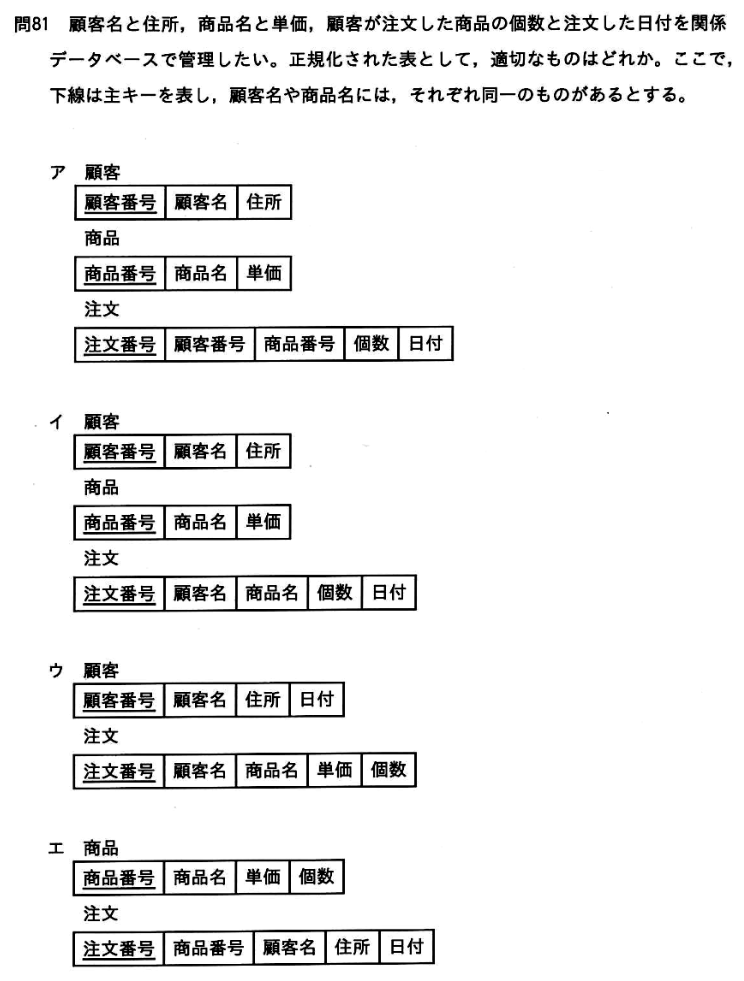 問81 顧客名と住所,商品名と単価,顧客が注文した商品の個数と注文した日付を関係
データベースで管理したい。正規化された表として,適切なものはどれか。ここで,
下線は主キーを表し,顧客名や商品名には,それぞれ同一のものがあるとする。
ア 顧客
顧客番号 顧客名 住所
商品
商品番号 商品名 単価
注文
注文番号 顧客番号 商品番号 個数 日付
イ 顧客
顧客番号 顧客名 住所
商品
商品番号 商品名 単価
注文
注文番号 顧客名 商品名 個数 日付
ウ 顧客
顧客番号 顧客名 住所 日付
注文
注文番号 顧客名 商品名 単価 個数
エ 商品
商品番号 商品名 単価 個数
注文
注文番号 商品番号 顧客名 住所 日付